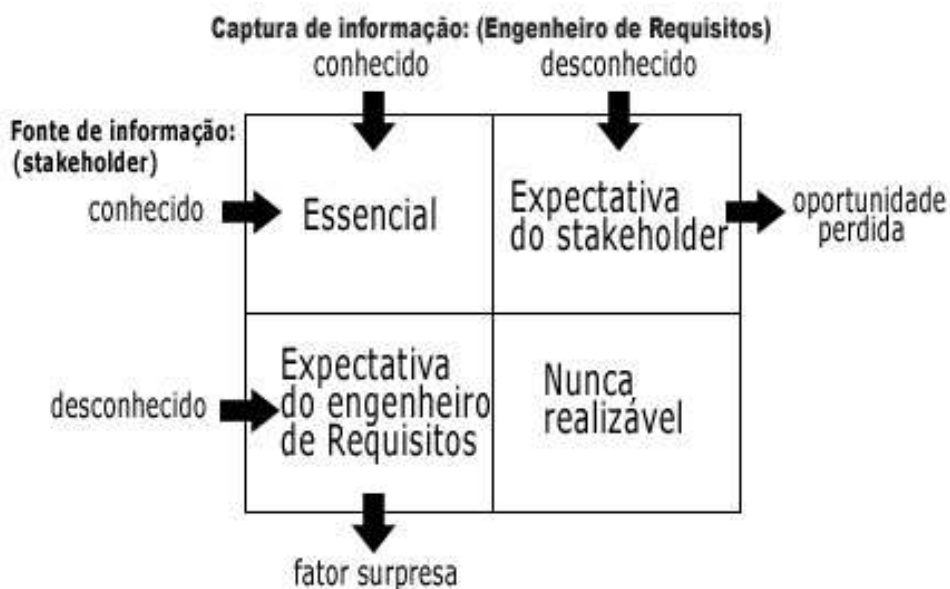 Captura de informação: (Engenheiro de Requisitos)
conhecido
desconhecido
Fonte de informação:
(stakeholder)
conhecido
Essencial
Expectativa
do stakeholder
oportunidade
perdida
desconhecido
Expectativa
do engenheiro
de Requisitos
Nunca
realizável
fator surpresa